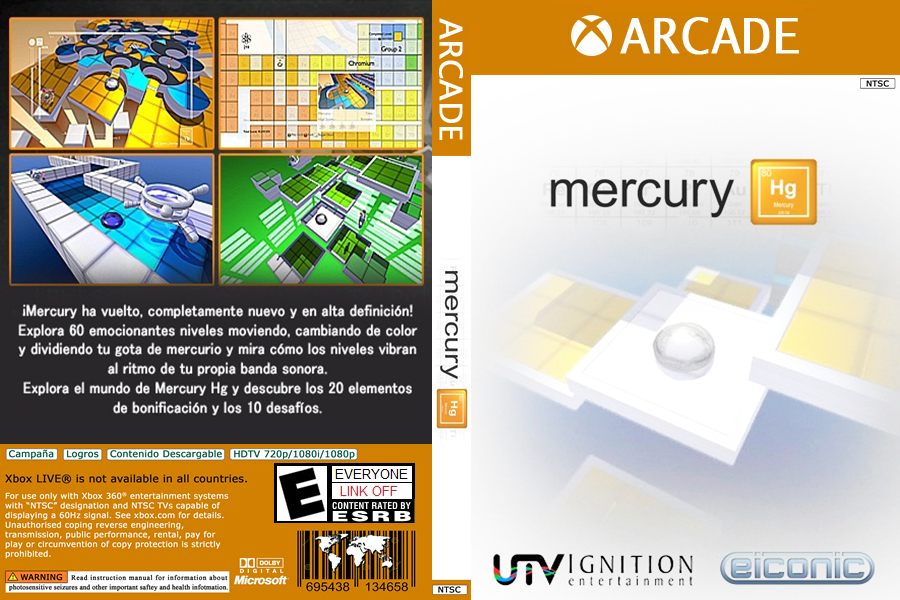 Group 2
Chromium
¡Mercury ha vuelto, completamente nuevo y en alta definición!
Explora 60 emocionantes niveles moviendo, cambiando de color
y dividiendo tu gota de mercurio y mira cómo los niveles vibran
al ritmo de tu propia banda sonora.
Explora el mundo de Mercury Hg y descubre los 20 elementos
de bonificación y los 10 desafíos.
Campaña Logros Contenido Descargable HDTV 720p/1080i/1080p
Xbox LIVE® is not available in all countries.
For use only with Xbox 360® entertainment systems
with “NTSC” designation and NTSC TVs capable of
displaying a 60Hz signal. See xbox.com for details.
Unauthorised coping reverse engineering,
transmission, public performance, rental, pay for
play or circumvention of copy protection is strictly
prohibited.
WARNING Read instruction manual for information about
photosensitive seizures and other important saftey and health infomation.
E
EVERYONE
LINK OFF
CONTENT RATED BY
ESRB
DOLBY
DIGITAL
Microsoft®
695438 134658
ARCADE
mercury
Hg
NTSC
ARCADE
NTSC
mercury
80
Hg
Mercury
UTV IGNITION
entertainment
eiconic